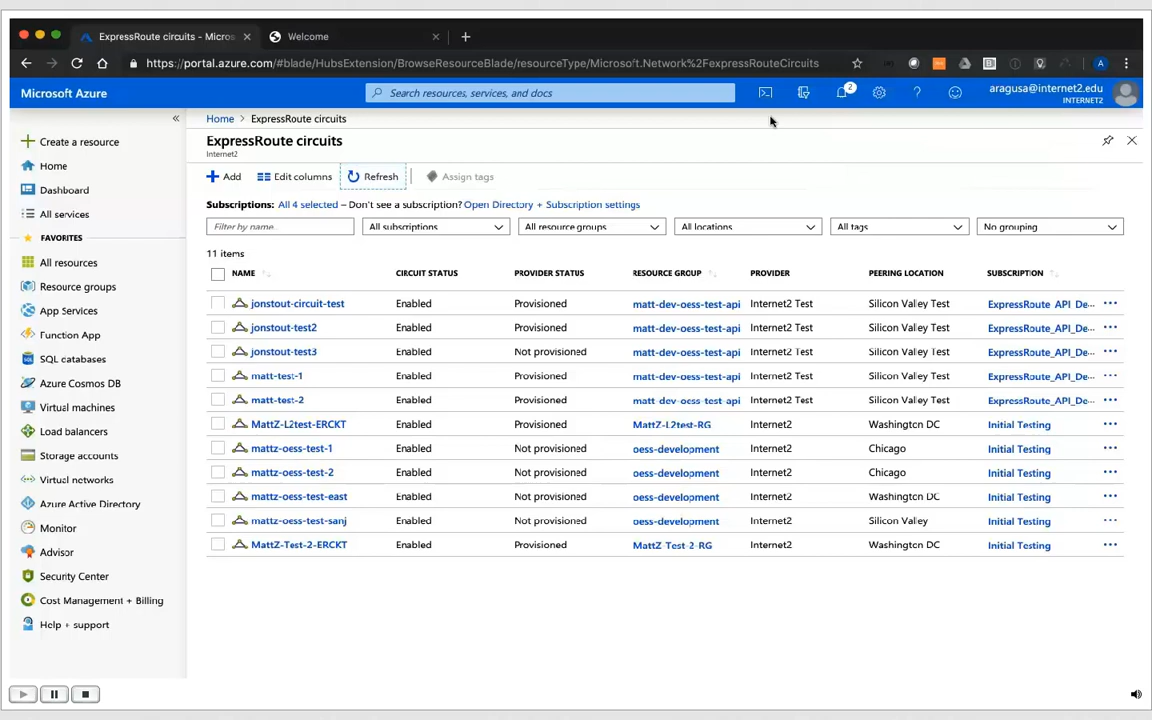 ExpressRoute circuits - Micros
Welcome
https://portal.azure.com/#blade/HubsExtension/BrowseResourceBlade/resourceType/Microsoft.Network%2FexpressRouteCircuits
A
Microsoft Azure
Search resources, services, and docs
2
aragusa@internet2.edu
INTERNET2
Create a resource
Home
Dashboard
All services
FAVORITES
All resources
Resource groups
App Services
Function App
SQL databases
Azure Cosmos DB
Virtual machines
Load balancers
Storage accounts
Virtual networks
Azure Active Directory
Monitor
Advisor
Security Center
Cost Management + Billing
Help + support
Home > ExpressRoute circuits
ExpressRoute circuits
Internet2
Add Edit columns Refresh Assign tags
Subscriptions: All 4 selected – Don't see a subscription? Open Directory + Subscription settings
Filter by name... All subscriptions All resource groups All locations All tags No grouping
11 items
NAME CIRCUIT STATUS PROVIDER STATUS RESOURCE GROUP PROVIDER PEERING LOCATION SUBSCRIPTION
jonstout-circuit-test Enabled Provisioned matt-dev-oess-test-api Internet2 Test Silicon Valley Test ExpressRoute_API_De...
jonstout-test2 Enabled Provisioned matt-dev-oess-test-api Internet2 Test Silicon Valley Test ExpressRoute_API_De...
jonstout-test3 Enabled Not provisioned matt-dev-oess-test-api Internet2 Test Silicon Valley Test ExpressRoute_API_De...
matt-test-1 Enabled Provisioned matt-dev-oess-test-api Internet2 Test Silicon Valley Test ExpressRoute_API_De...
matt-test-2 Enabled Provisioned matt-dev-oess-test-api Internet2 Test Silicon Valley Test ExpressRoute_API_De...
MattZ-L2test-ERCKT Enabled Provisioned MattZ-L2test-RG Internet2 Washington DC Initial Testing
mattz-oess-test-1 Enabled Not provisioned oess-development Internet2 Chicago Initial Testing
mattz-oess-test-2 Enabled Not provisioned oess-development Internet2 Chicago Initial Testing
mattz-oess-test-east Enabled Not provisioned oess-development Internet2 Washington DC Initial Testing
mattz-oess-test-sanj Enabled Not provisioned oess-development Internet2 Silicon Valley Initial Testing
MattZ-Test-2-ERCKT Enabled Provisioned MattZ-Test-2-RG Internet2 Washington DC Initial Testing